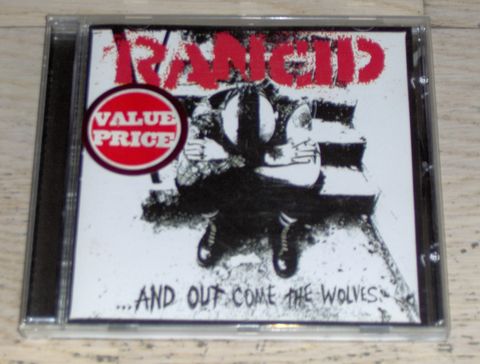 RANCID
VALUE
PRICE
...AND OUT COME THE WOLVES